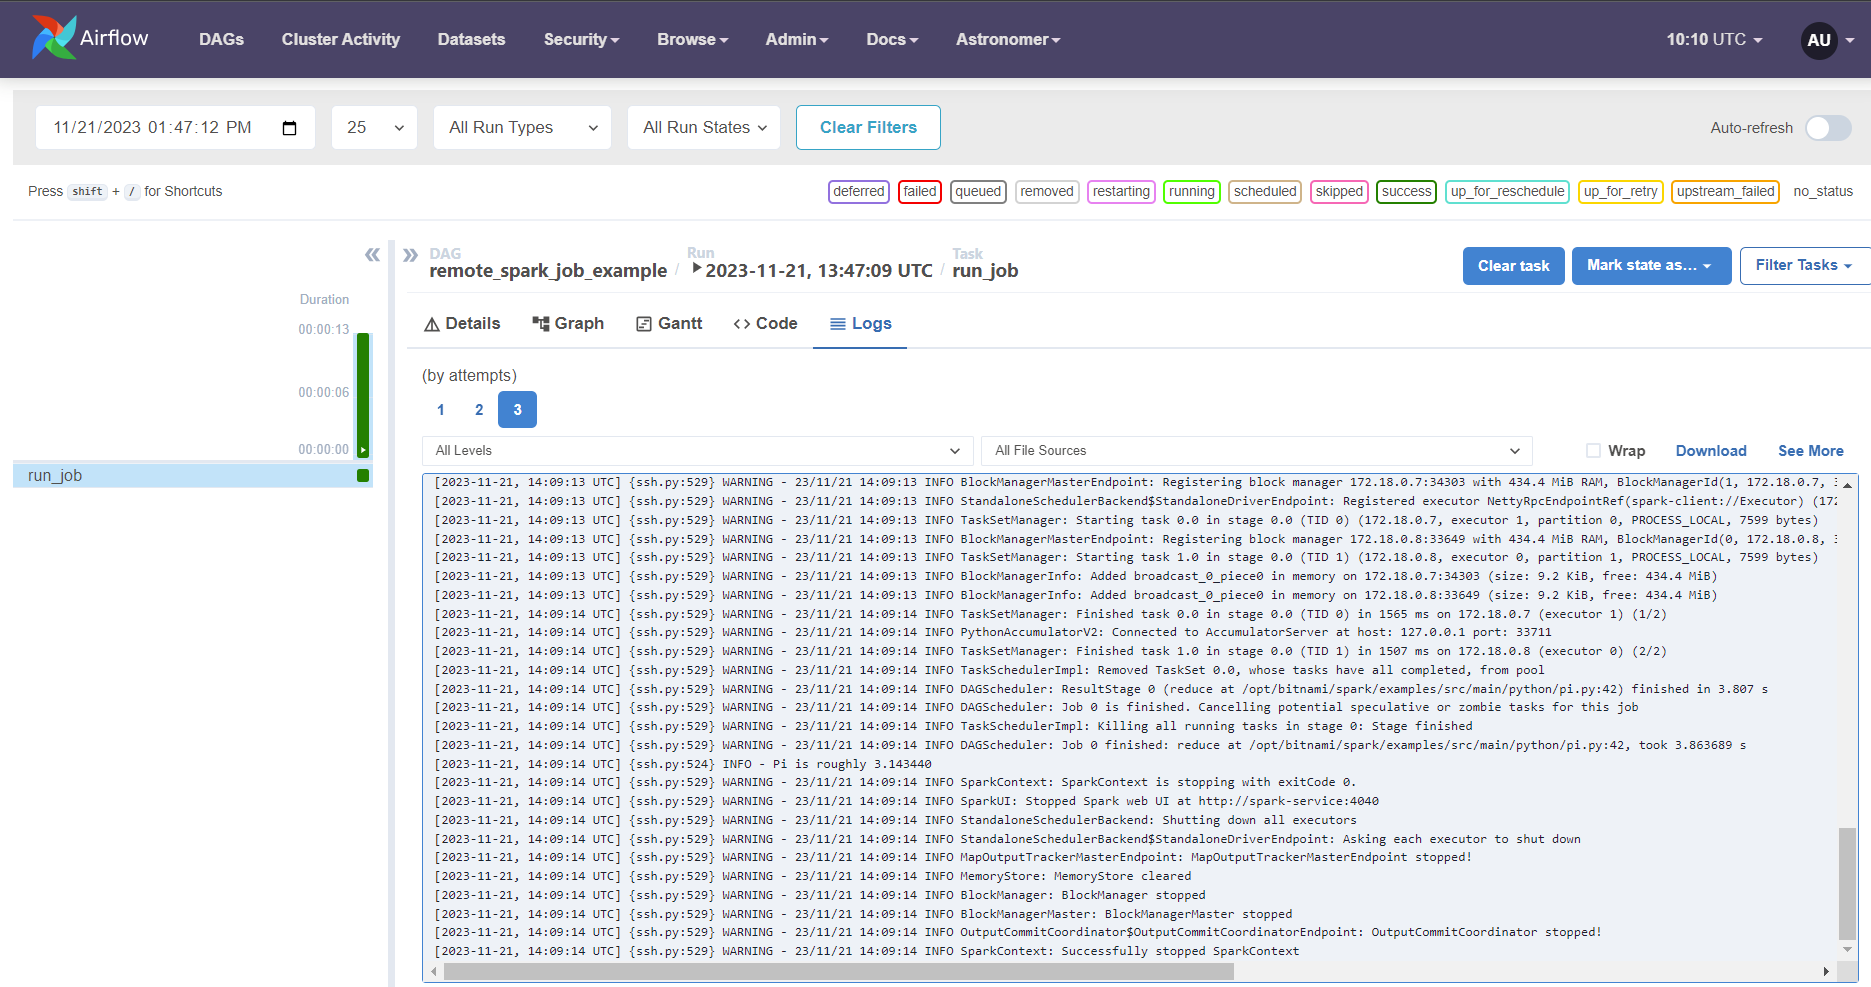 Airflow DAGs Cluster Activity Datasets Security Browse Admin Docs Astronomer 10:10 UTC AU
11/21/2023 01:47:12 PM 25 All Run Types All Run States Clear Filters Auto-refresh
Press shift + / for Shortcuts deferred failed queued removed restarting running scheduled skipped success up_for_reschedule up_for_retry upstream_failed no_status
Duration
00:00:13
00:00:06
00:00:00
run_job
DAG Run Task
remote_spark_job_example / 2023-11-21, 13:47:09 UTC / run_job Clear task Mark state as... Filter Tasks
Details Graph Gantt <> Code Logs
(by attempts)
1 2 3
All Levels All File Sources Wrap Download See More
[2023-11-21, 14:09:13 UTC] {ssh.py:529} WARNING - 23/11/21 14:09:13 INFO BlockManagerMasterEndpoint: Registering block manager 172.18.0.7:34303 with 434.4 MiB RAM, BlockManagerId(1, 172.18.0.7, 3
[2023-11-21, 14:09:13 UTC] {ssh.py:529} WARNING - 23/11/21 14:09:13 INFO StandaloneSchedulerBackend$StandaloneDriverEndpoint: Registered executor NettyRpcEndpointRef(spark-client://Executor) (172
[2023-11-21, 14:09:13 UTC] {ssh.py:529} WARNING - 23/11/21 14:09:13 INFO TaskSetManager: Starting task 0.0 in stage 0.0 (TID 0) (172.18.0.7, executor 1, partition 0, PROCESS_LOCAL, 7599 bytes)
[2023-11-21, 14:09:13 UTC] {ssh.py:529} WARNING - 23/11/21 14:09:13 INFO BlockManagerMasterEndpoint: Registering block manager 172.18.0.8:33649 with 434.4 MiB RAM, BlockManagerId(0, 172.18.0.8, 3
[2023-11-21, 14:09:13 UTC] {ssh.py:529} WARNING - 23/11/21 14:09:13 INFO TaskSetManager: Starting task 1.0 in stage 0.0 (TID 1) (172.18.0.8, executor 0, partition 1, PROCESS_LOCAL, 7599 bytes)
[2023-11-21, 14:09:13 UTC] {ssh.py:529} WARNING - 23/11/21 14:09:13 INFO BlockManagerInfo: Added broadcast_0_piece0 in memory on 172.18.0.7:34303 (size: 9.2 KiB, free: 434.4 MiB)
[2023-11-21, 14:09:13 UTC] {ssh.py:529} WARNING - 23/11/21 14:09:13 INFO BlockManagerInfo: Added broadcast_0_piece0 in memory on 172.18.0.8:33649 (size: 9.2 KiB, free: 434.4 MiB)
[2023-11-21, 14:09:14 UTC] {ssh.py:529} WARNING - 23/11/21 14:09:14 INFO TaskSetManager: Finished task 0.0 in stage 0.0 (TID 0) in 1565 ms on 172.18.0.7 (executor 1) (1/2)
[2023-11-21, 14:09:14 UTC] {ssh.py:529} WARNING - 23/11/21 14:09:14 INFO PythonAccumulatorV2: Connected to AccumulatorServer at host: 127.0.0.1 port: 33711
[2023-11-21, 14:09:14 UTC] {ssh.py:529} WARNING - 23/11/21 14:09:14 INFO TaskSetManager: Finished task 1.0 in stage 0.0 (TID 1) in 1507 ms on 172.18.0.8 (executor 0) (2/2)
[2023-11-21, 14:09:14 UTC] {ssh.py:529} WARNING - 23/11/21 14:09:14 INFO TaskSchedulerImpl: Removed TaskSet 0.0, whose tasks have all completed, from pool
[2023-11-21, 14:09:14 UTC] {ssh.py:529} WARNING - 23/11/21 14:09:14 INFO DAGScheduler: ResultStage 0 (reduce at /opt/bitnami/spark/examples/src/main/python/pi.py:42) finished in 3.807 s
[2023-11-21, 14:09:14 UTC] {ssh.py:529} WARNING - 23/11/21 14:09:14 INFO DAGScheduler: Job 0 is finished. Cancelling potential speculative or zombie tasks for this job
[2023-11-21, 14:09:14 UTC] {ssh.py:529} WARNING - 23/11/21 14:09:14 INFO TaskSchedulerImpl: Killing all running tasks in stage 0: Stage finished
[2023-11-21, 14:09:14 UTC] {ssh.py:529} WARNING - 23/11/21 14:09:14 INFO DAGScheduler: Job 0 finished: reduce at /opt/bitnami/spark/examples/src/main/python/pi.py:42, took 3.863689 s
[2023-11-21, 14:09:14 UTC] {ssh.py:524} INFO - Pi is roughly 3.143440
[2023-11-21, 14:09:14 UTC] {ssh.py:529} WARNING - 23/11/21 14:09:14 INFO SparkContext: SparkContext is stopping with exitCode 0.
[2023-11-21, 14:09:14 UTC] {ssh.py:529} WARNING - 23/11/21 14:09:14 INFO SparkUI: Stopped Spark web UI at http://spark-service:4040
[2023-11-21, 14:09:14 UTC] {ssh.py:529} WARNING - 23/11/21 14:09:14 INFO StandaloneSchedulerBackend: Shutting down all executors
[2023-11-21, 14:09:14 UTC] {ssh.py:529} WARNING - 23/11/21 14:09:14 INFO StandaloneSchedulerBackend$StandaloneDriverEndpoint: Asking each executor to shut down
[2023-11-21, 14:09:14 UTC] {ssh.py:529} WARNING - 23/11/21 14:09:14 INFO MapOutputTrackerMasterEndpoint: MapOutputTrackerMasterEndpoint stopped!
[2023-11-21, 14:09:14 UTC] {ssh.py:529} WARNING - 23/11/21 14:09:14 INFO MemoryStore: MemoryStore cleared
[2023-11-21, 14:09:14 UTC] {ssh.py:529} WARNING - 23/11/21 14:09:14 INFO BlockManager: BlockManager stopped
[2023-11-21, 14:09:14 UTC] {ssh.py:529} WARNING - 23/11/21 14:09:14 INFO BlockManagerMaster: BlockManagerMaster stopped
[2023-11-21, 14:09:14 UTC] {ssh.py:529} WARNING - 23/11/21 14:09:14 INFO OutputCommitCoordinator$OutputCommitCoordinatorEndpoint: OutputCommitCoordinator stopped!
[2023-11-21, 14:09:14 UTC] {ssh.py:529} WARNING - 23/11/21 14:09:14 INFO SparkContext: Successfully stopped SparkContext